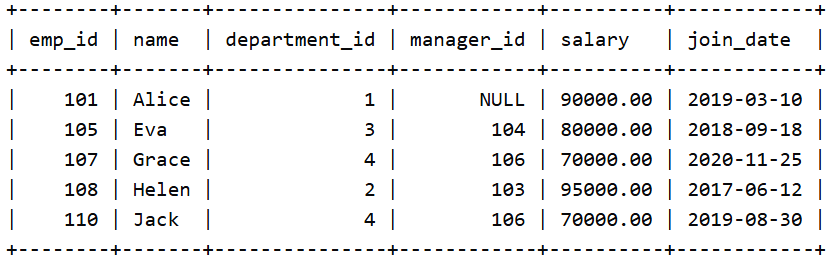 +--------+-------+---------------+------------+----------+------------+
| emp_id | name  | department_id | manager_id | salary   | join_date  |
+--------+-------+---------------+------------+----------+------------+
|    101 | Alice |             1 |       NULL | 90000.00 | 2019-03-10 |
|    105 | Eva   |             3 |        104 | 80000.00 | 2018-09-18 |
|    107 | Grace |             4 |        106 | 70000.00 | 2020-11-25 |
|    108 | Helen |             2 |        103 | 95000.00 | 2017-06-12 |
|    110 | Jack  |             4 |        106 | 70000.00 | 2019-08-30 |
+--------+-------+---------------+------------+----------+------------+